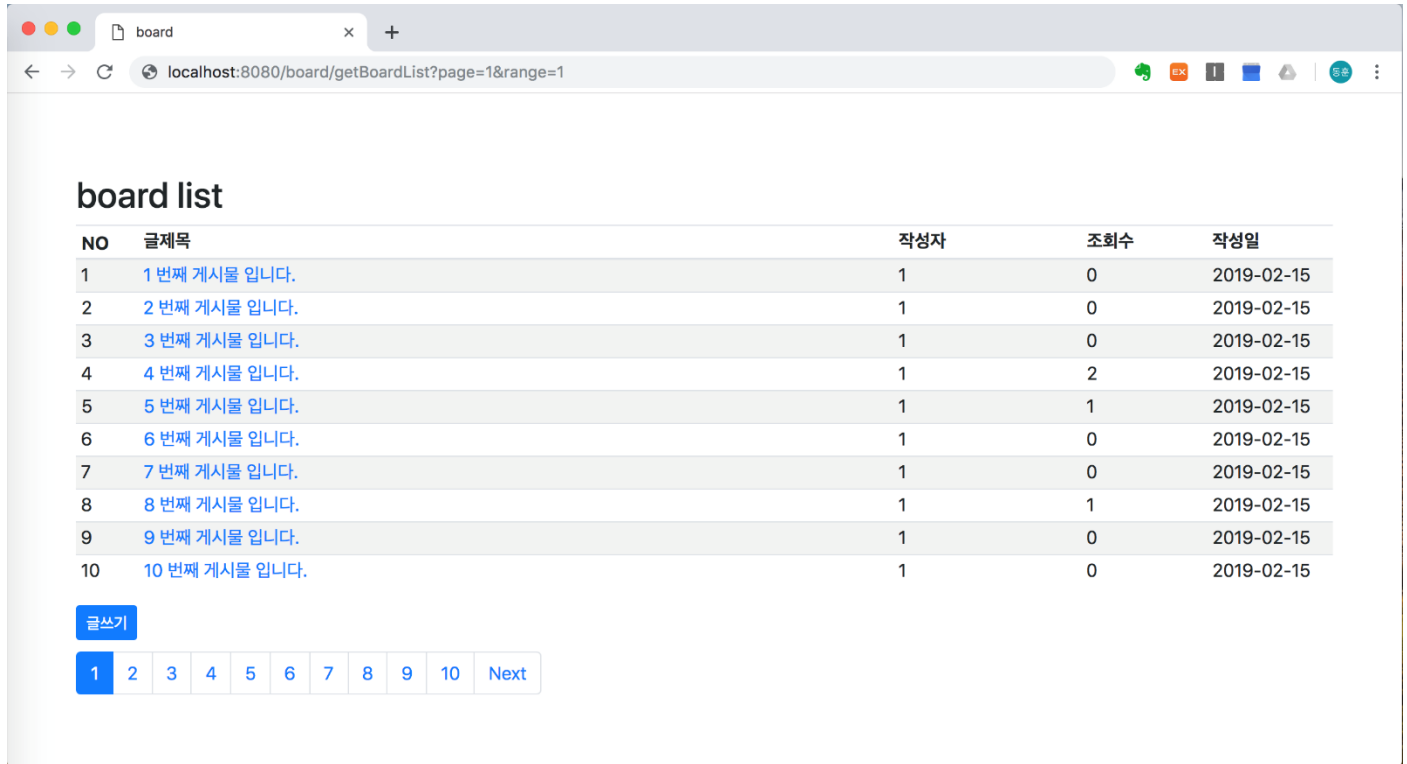 board
localhost:8080/board/getBoardList?page=1&range=1
EX
동훈
board list
NO 글제목 작성자 조회수 작성일
1 1 번째 게시물 입니다. 1 0 2019-02-15
2 2 번째 게시물 입니다. 1 0 2019-02-15
3 3 번째 게시물 입니다. 1 0 2019-02-15
4 4 번째 게시물 입니다. 1 2 2019-02-15
5 5 번째 게시물 입니다. 1 1 2019-02-15
6 6 번째 게시물 입니다. 1 0 2019-02-15
7 7 번째 게시물 입니다. 1 0 2019-02-15
8 8 번째 게시물 입니다. 1 1 2019-02-15
9 9 번째 게시물 입니다. 1 0 2019-02-15
10 10 번째 게시물 입니다. 1 0 2019-02-15
글쓰기
1 2 3 4 5 6 7 8 9 10 Next